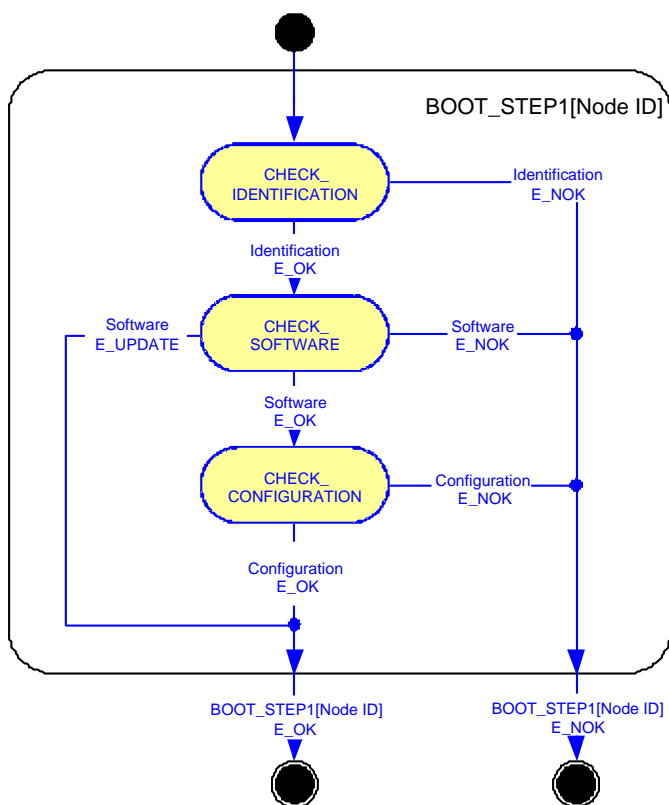 BOOT_STEP1[Node ID]
CHECK_
IDENTIFICATION
Identification
E_NOK
Identification
E_OK
Software
E_UPDATE
CHECK_
SOFTWARE
Software
E_NOK
Software
E_OK
CHECK_
CONFIGURATION
Configuration
E_NOK
Configuration
E_OK
BOOT_STEP1[Node ID]
E_OK
BOOT_STEP1[Node ID]
E_NOK